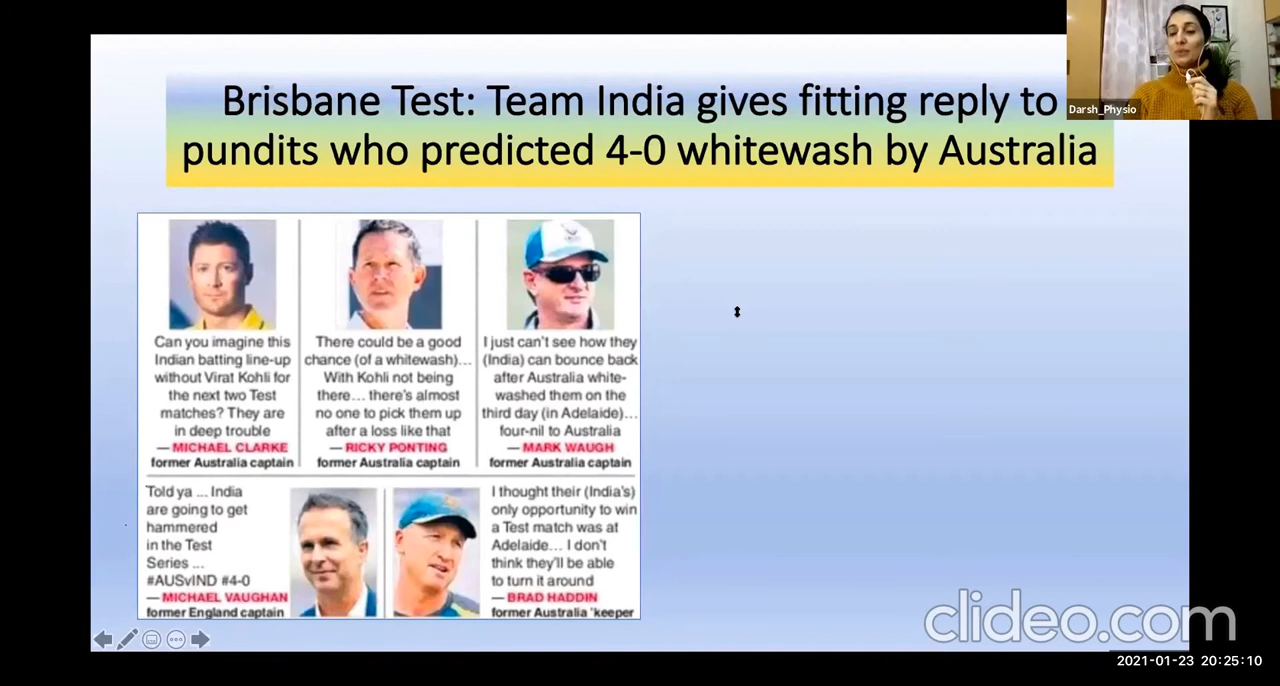 Darsh_Physio
Brisbane Test: Team India gives fitting reply to
pundits who predicted 4-0 whitewash by Australia
Can you imagine this
Indian batting line-up
without Virat Kohli for
the next two Test
matches? They are
in deep trouble
— MICHAEL CLARKE
former Australia captain
There could be a good
chance (of a whitewash)...
With Kohli not being
there... there's almost
no one to pick them up
after a loss like that
— RICKY PONTING
former Australia captain
I just can't see how they
(India) can bounce back
after Australia white-
washed them on the
third day (in Adelaide)...
four-nil to Australia
— MARK WAUGH
former Australia captain
Told ya ... India
are going to get
hammered
in the Test
Series ...
#AUSvIND #4-0
— MICHAEL VAUGHAN
former England captain
I thought their (India's)
only opportunity to win
a Test match was at
Adelaide... I don't
think they'll be able
to turn it around
— BRAD HADDIN
former Australia 'keeper
clideo.com
2021-01-23 20:25:10